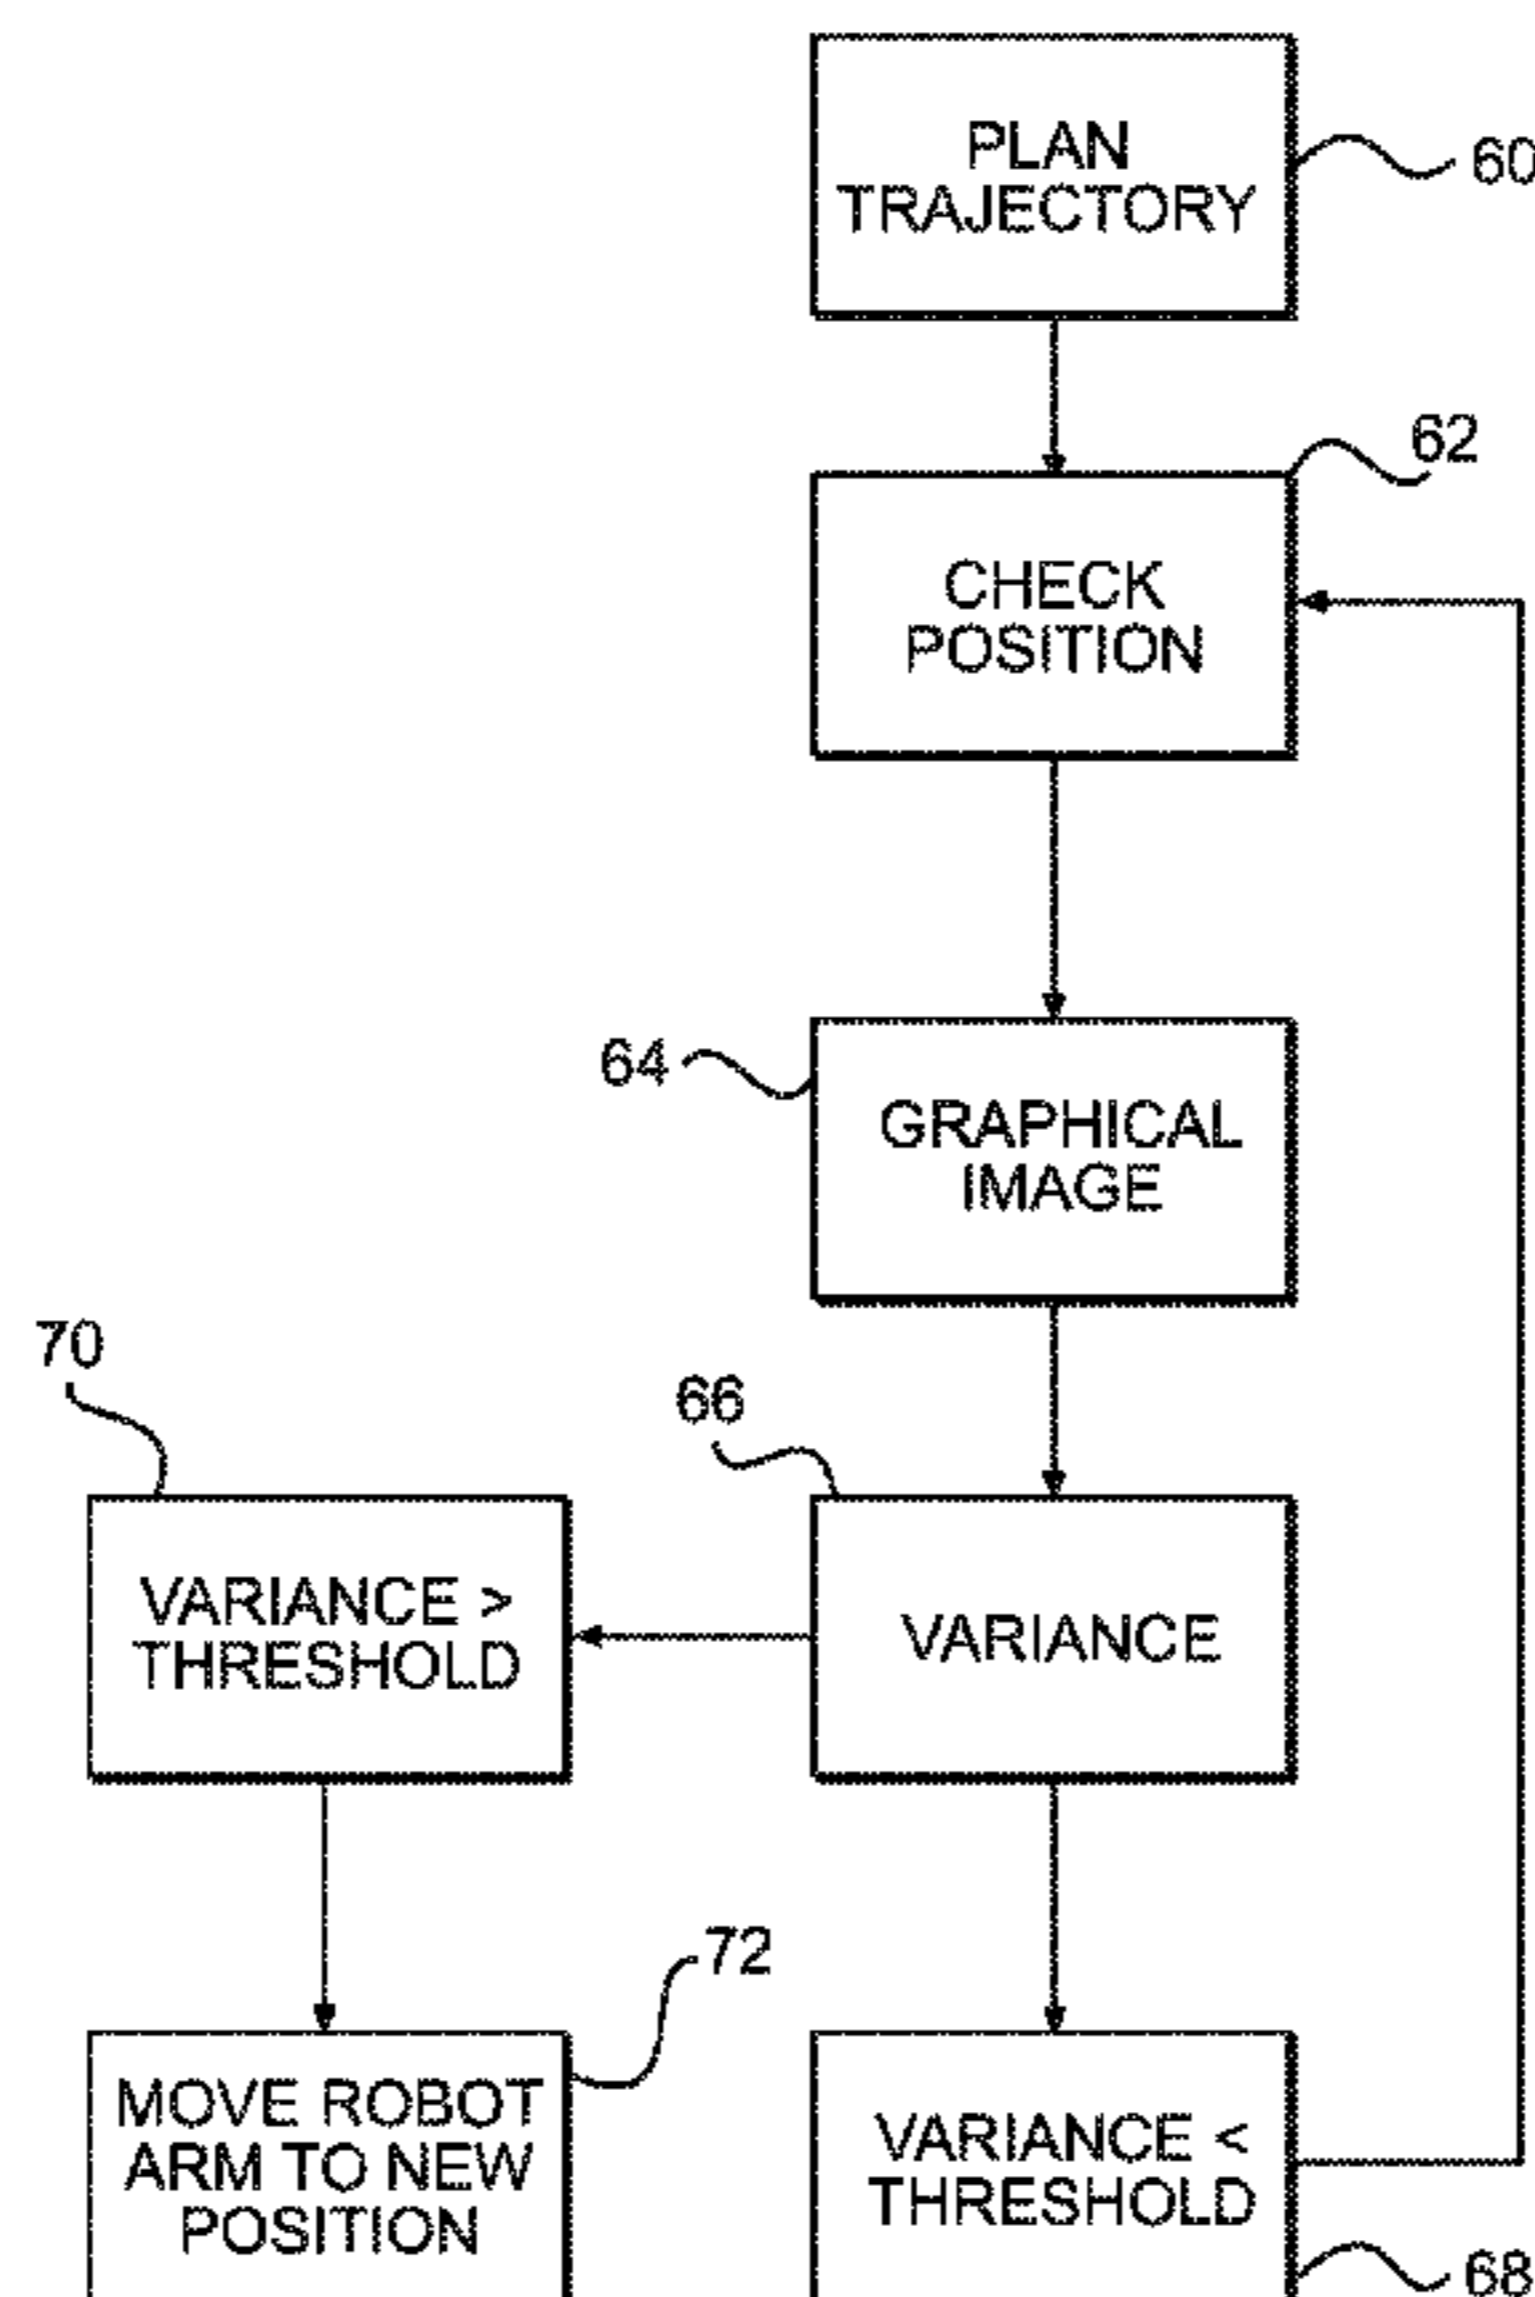 PLAN
TRAJECTORY
60
62
CHECK
POSITION
64
GRAPHICAL
IMAGE
70
66
VARIANCE >
THRESHOLD
VARIANCE
72
MOVE ROBOT
ARM TO NEW
POSITION
VARIANCE <
THRESHOLD
68